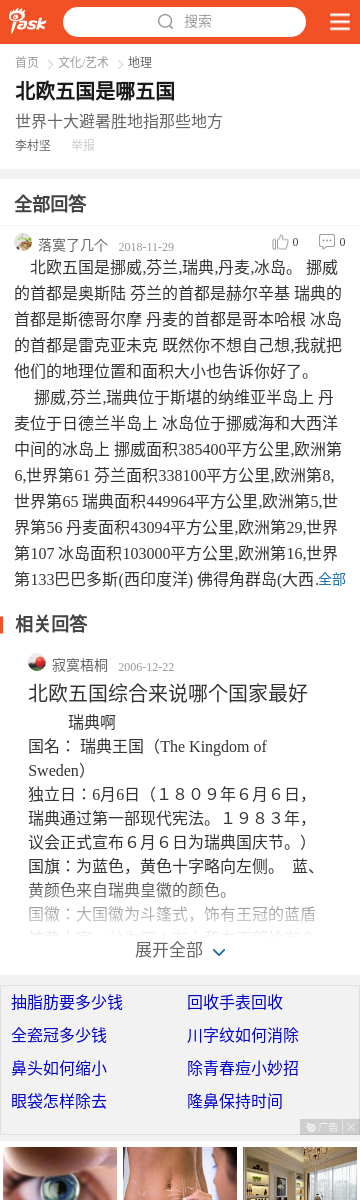 iask
搜索
首页 > 文化/艺术 > 地理
北欧五国是哪五国
世界十大避暑胜地指那些地方
李村坚 举报
全部回答
落寞了几个 2018-11-29 0 0
北欧五国是挪威,芬兰,瑞典,丹麦,冰岛。 挪威
的首都是奥斯陆 芬兰的首都是赫尔辛基 瑞典的
首都是斯德哥尔摩 丹麦的首都是哥本哈根 冰岛
的首都是雷克亚未克 既然你不想自己想,我就把
他们的地理位置和面积大小也告诉你好了。
挪威,芬兰,瑞典位于斯堪的纳维亚半岛上 丹
麦位于日德兰半岛上 冰岛位于挪威海和大西洋
中间的冰岛上 挪威面积385400平方公里,欧洲第
6,世界第61 芬兰面积338100平方公里,欧洲第8,
世界第65 瑞典面积449964平方公里,欧洲第5,世
界第56 丹麦面积43094平方公里,欧洲第29,世界
第107 冰岛面积103000平方公里,欧洲第16,世界
第133巴巴多斯(西印度洋) 佛得角群岛(大西.全部
相关回答
寂寞梧桐 2006-12-22
北欧五国综合来说哪个国家最好
瑞典啊
国名： 瑞典王国（The Kingdom of
Sweden）
独立日：6月6日（１８０９年６月６日，
瑞典通过第一部现代宪法。１９８３年，
议会正式宣布６月６日为瑞典国庆节。）
国旗：为蓝色，黄色十字略向左侧。 蓝、
黄颜色来自瑞典皇徽的颜色。
国徽：大国徽为斗篷式，饰有王冠的蓝盾
展开全部
抽脂肪要多少钱 回收手表回收
全瓷冠多少钱 川字纹如何消除
鼻头如何缩小 除青春痘小妙招
眼袋怎样除去 隆鼻保持时间
广告